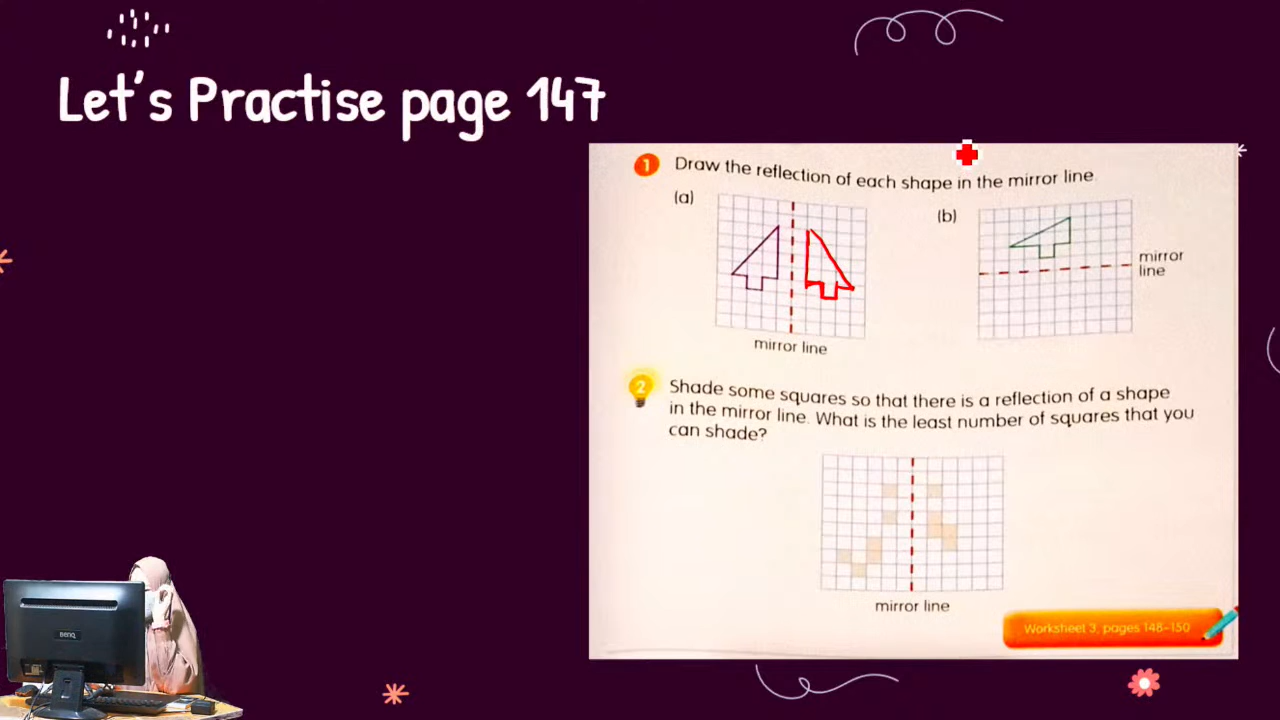 Let's Practise page 147
1 Draw the reflection of each shape in the mirror line.
(a)
(b)
mirror line
mirror
line
2 Shade some squares so that there is a reflection of a shape
in the mirror line. What is the least number of squares that you
can shade?
mirror line
Worksheet 3, pages 148-150
BenQ